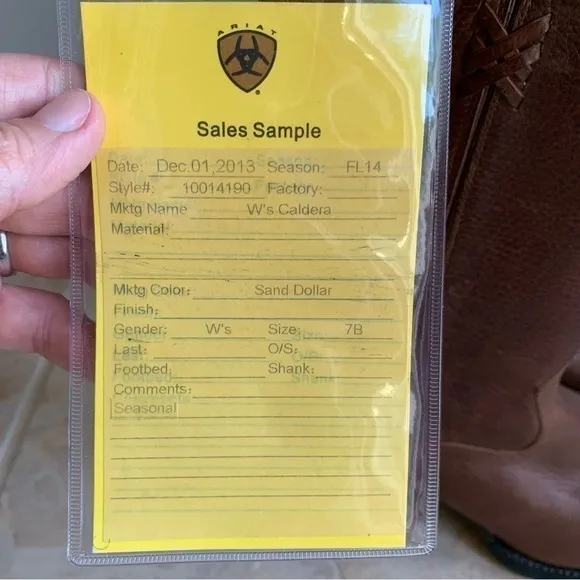 ARIAT
Sales Sample
Date: Dec.01,2013 Season: FL14
Style#: 10014190 Factory:
Mktg Name W's Caldera
Material:
Mktg Color: Sand Dollar
Finish:
Gender: W's Size: 7B
Last: O/S: -
Footbed: Shank:
Comments:
Seasonal